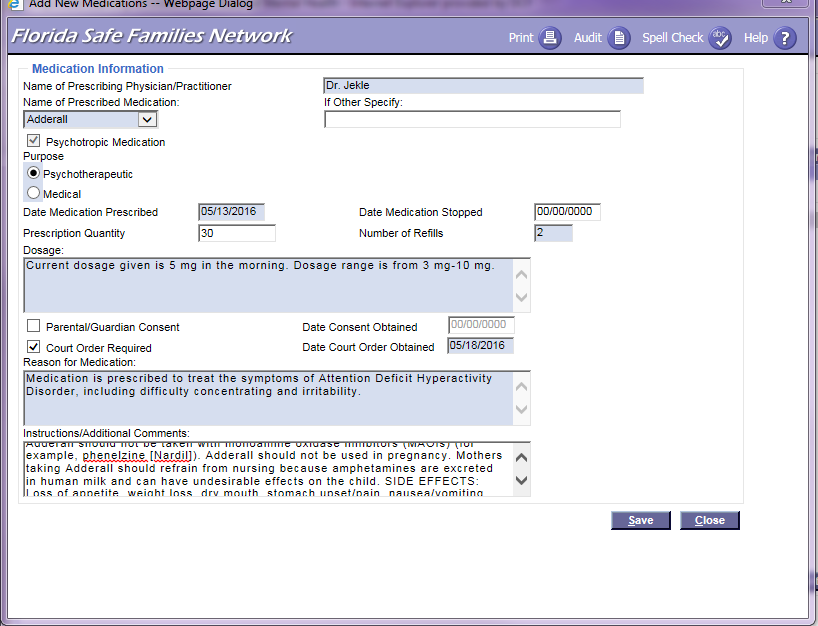 Add New Medications -- Webpage Dialog
Florida Safe Families Network
Print Audit Spell Check abc Help ?
Medication Information
Name of Prescribing Physician/Practitioner Dr. Jekle
Name of Prescribed Medication: If Other Specify:
Adderall
Psychotropic Medication
Purpose
Psychotherapeutic
Medical
Date Medication Prescribed 05/13/2016 Date Medication Stopped 00/00/0000
Prescription Quantity 30 Number of Refills 2
Dosage:
Current dosage given is 5 mg in the morning. Dosage range is from 3 mg-10 mg.
Parental/Guardian Consent Date Consent Obtained 00/00/0000
Court Order Required Date Court Order Obtained 05/18/2016
Reason for Medication:
Medication is prescribed to treat the symptoms of Attention Deficit Hyperactivity
Disorder, including difficulty concentrating and irritability.
Instructions/Additional Comments:
Adderall should not be taken with monoamine oxidase inhibitors (MAOIs) (for
example, phenelzine [Nardil]). Adderall should not be used in pregnancy. Mothers
taking Adderall should refrain from nursing because amphetamines are excreted
in human milk and can have undesirable effects on the child. SIDE EFFECTS:
Loss of appetite, weight loss, dry mouth, stomach upset/pain, nausea/vomiting,
Save Close